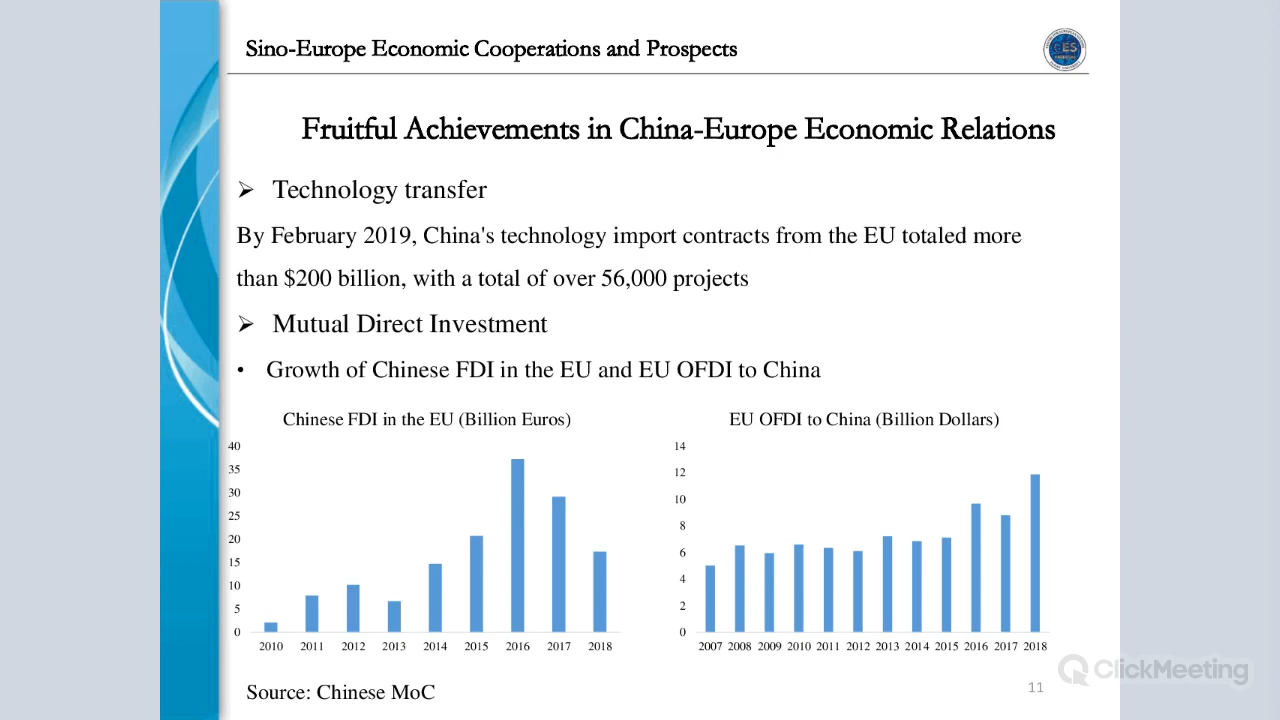 Sino-Europe Economic Cooperations and Prospects
Fruitful Achievements in China-Europe Economic Relations
Technology transfer
By February 2019, China's technology import contracts from the EU totaled more
than $200 billion, with a total of over 56,000 projects
Mutual Direct Investment
• Growth of Chinese FDI in the EU and EU OFDI to China
Chinese FDI in the EU (Billion Euros)
40
35
30
25
20
15
10
5
0
2010 2011 2012 2013 2014 2015 2016 2017 2018
EU OFDI to China (Billion Dollars)
14
12
10
8
6
4
2
0
2007 2008 2009 2010 2011 2012 2013 2014 2015 2016 2017 2018
Source: Chinese MoC
11
ClickMeeting